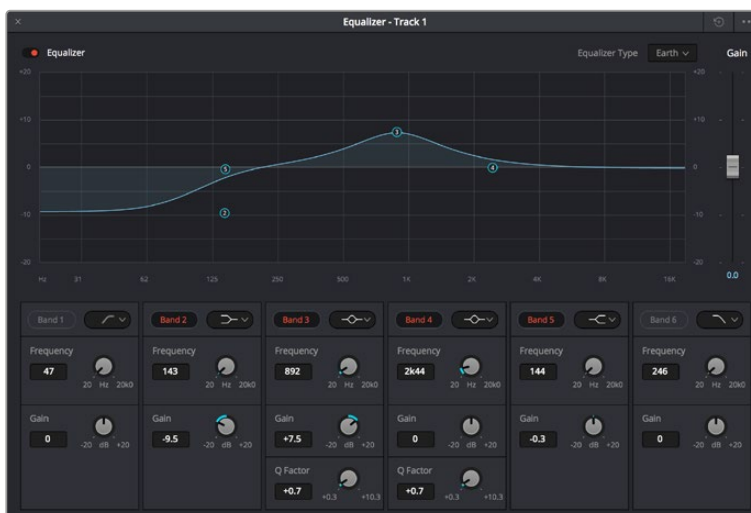 Equalizer - Track 1
Equalizer
Equalizer Type Earth Gain
+20 +20
+10 +10
0 0
-10 -10
-20 -20
Hz 31 62 125 250 500 1K 2K 4K 8K 16K
5 3 4 2
0.0
Band 1 Band 2 Band 3 Band 4 Band 5 Band 6
Frequency Frequency Frequency Frequency Frequency Frequency
47 143 892 2k44 144 246
20 Hz 20k0 20 Hz 20k0 20 Hz 20k0 20 Hz 20k0 20 Hz 20k0 20 Hz 20k0
Gain Gain Gain Gain Gain Gain
0 -9.5 +7.5 0 -0.3 0
-20 dB +20 -20 dB +20 -20 dB +20 -20 dB +20 -20 dB +20 -20 dB +20
Q Factor Q Factor
+0.7 +0.7
+0.3 +10.3 +0.3 +10.3